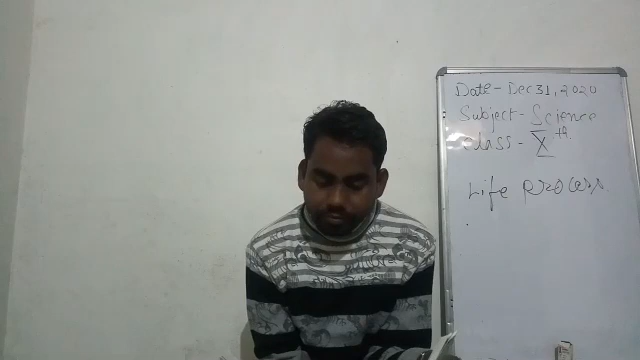 Date - Dec 31, 2020
Subject - Science
Class - X th
Life process